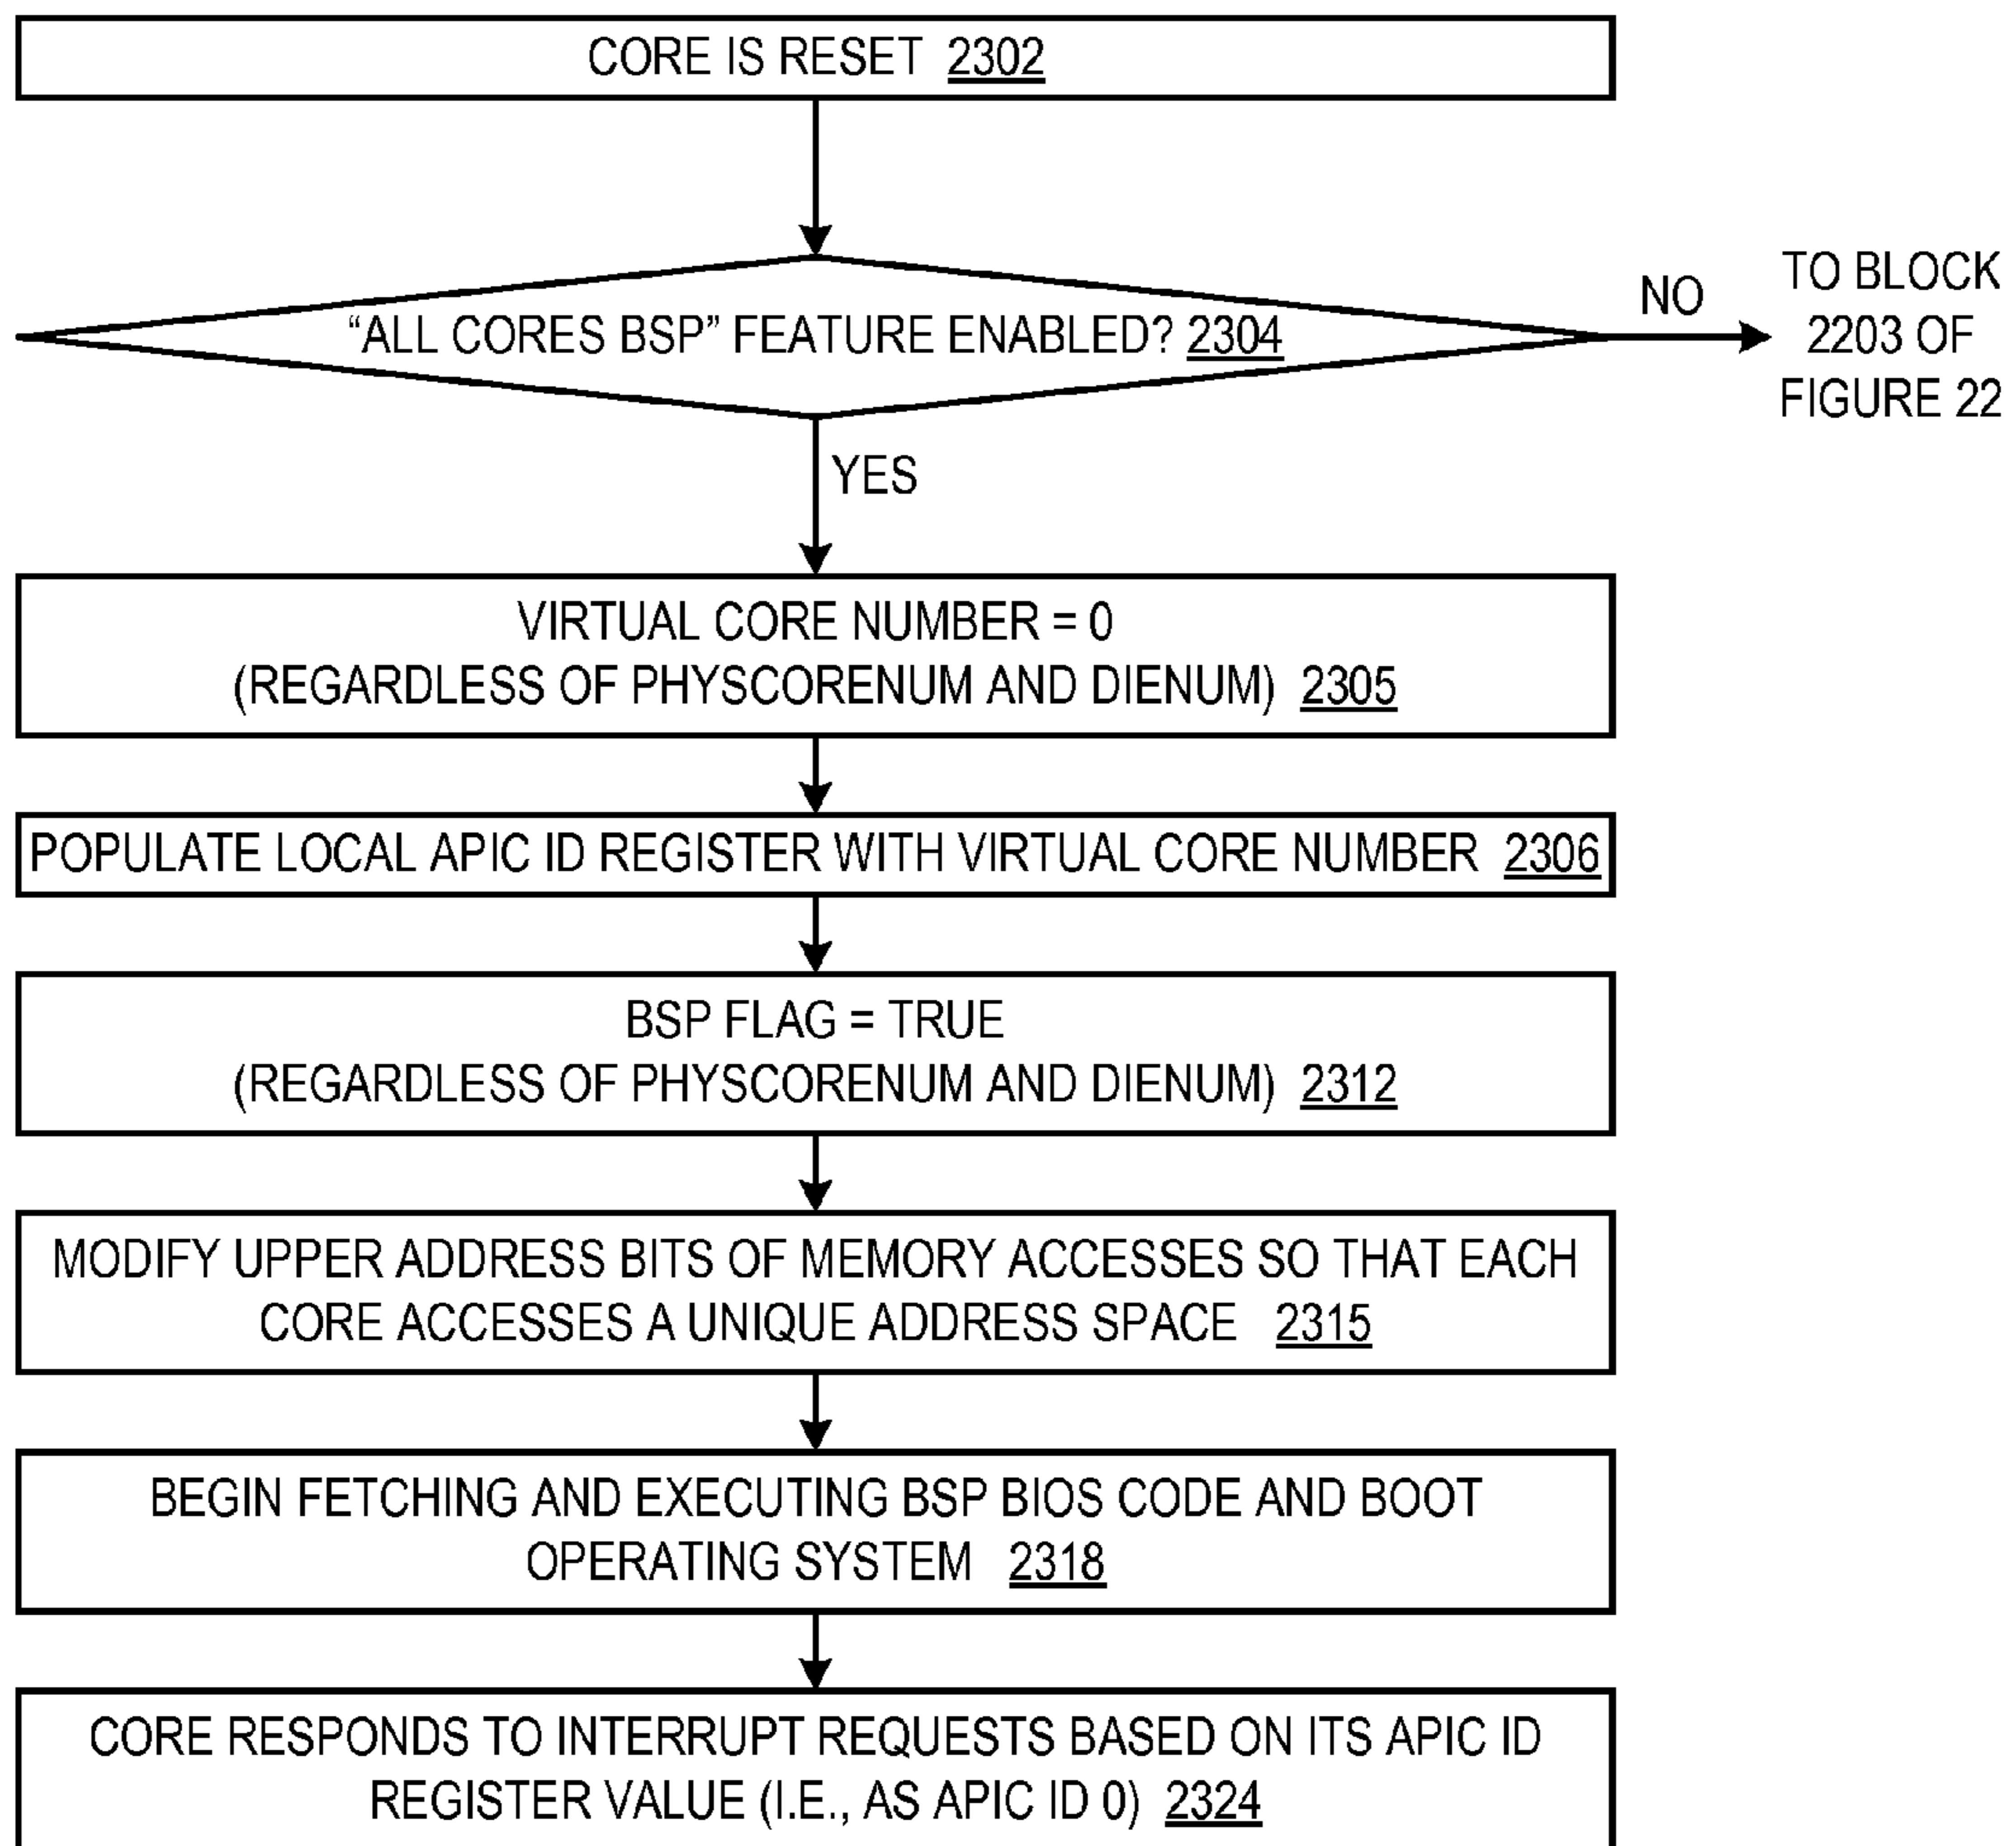 CORE IS RESET 2302
“ALL CORES BSP” FEATURE ENABLED? 2304
NO
TO BLOCK
2203 OF
FIGURE 22
YES
VIRTUAL CORE NUMBER = 0
(REGARDLESS OF PHYSCORENUM AND DIENUM) 2305
POPULATE LOCAL APIC ID REGISTER WITH VIRTUAL CORE NUMBER 2306
BSP FLAG = TRUE
(REGARDLESS OF PHYSCORENUM AND DIENUM) 2312
MODIFY UPPER ADDRESS BITS OF MEMORY ACCESSES SO THAT EACH
CORE ACCESSES A UNIQUE ADDRESS SPACE 2315
BEGIN FETCHING AND EXECUTING BSP BIOS CODE AND BOOT
OPERATING SYSTEM 2318
CORE RESPONDS TO INTERRUPT REQUESTS BASED ON ITS APIC ID
REGISTER VALUE (I.E., AS APIC ID 0) 2324